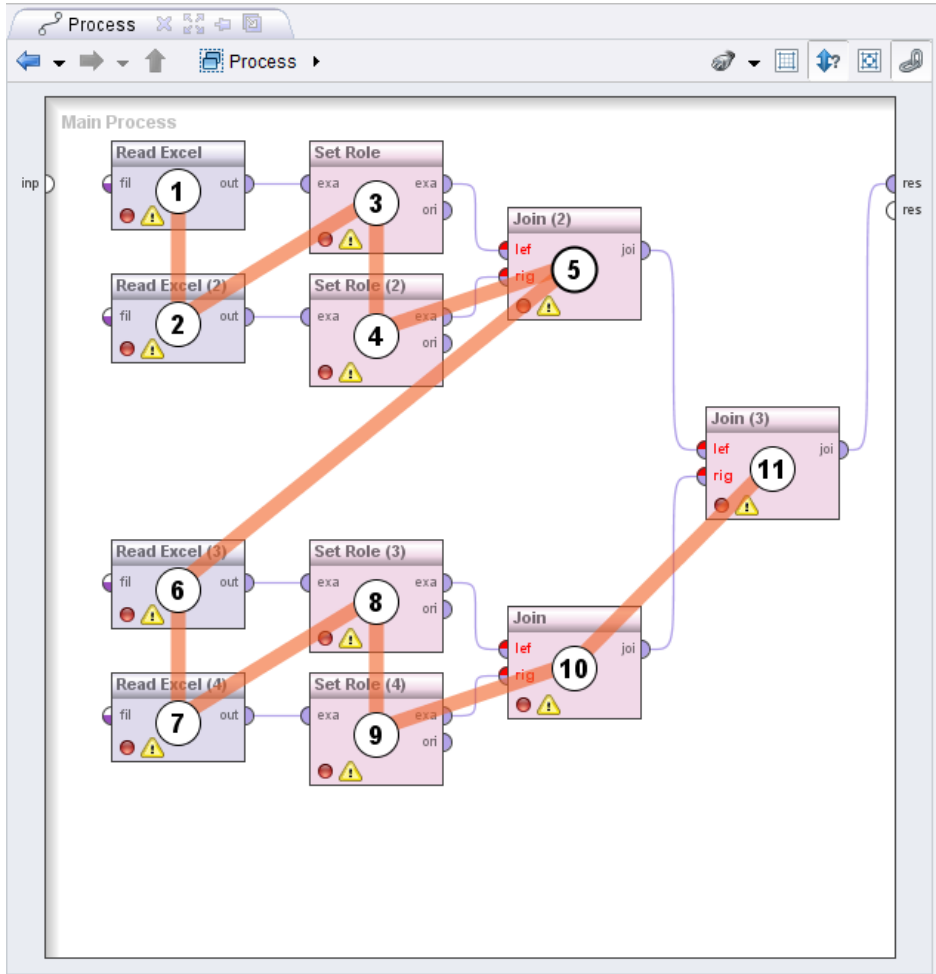 Process
Process
Main Process
inp
Read Excel
fil
out
1
Set Role
exa
exa
ori
3
res
res
Join (2)
lef
rig
joi
5
Read Excel (2)
fil
out
2
Set Role (2)
exa
exa
ori
4
Join (3)
lef
rig
joi
11
Read Excel (3)
fil
out
6
Set Role (3)
exa
exa
ori
8
Join
lef
rig
joi
10
Read Excel (4)
fil
out
7
Set Role (4)
exa
exa
ori
9